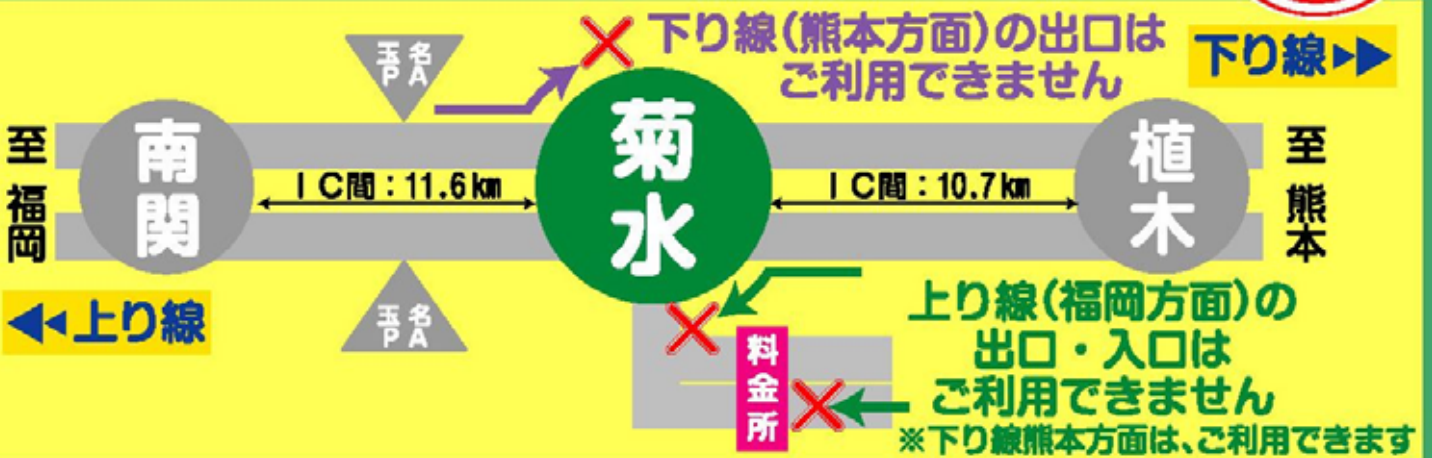 下り線(熊本方面)の出口は
ご利用できません
下り線▶▶
玉名
PA
至 福岡
南関
IC間:11.6km
菊水
IC間:10.7km
植木
至 熊本
◀◀上り線
玉名
PA
料金所
上り線(福岡方面)の
出口・入口は
ご利用できません
※下り線熊本方面は、ご利用できます